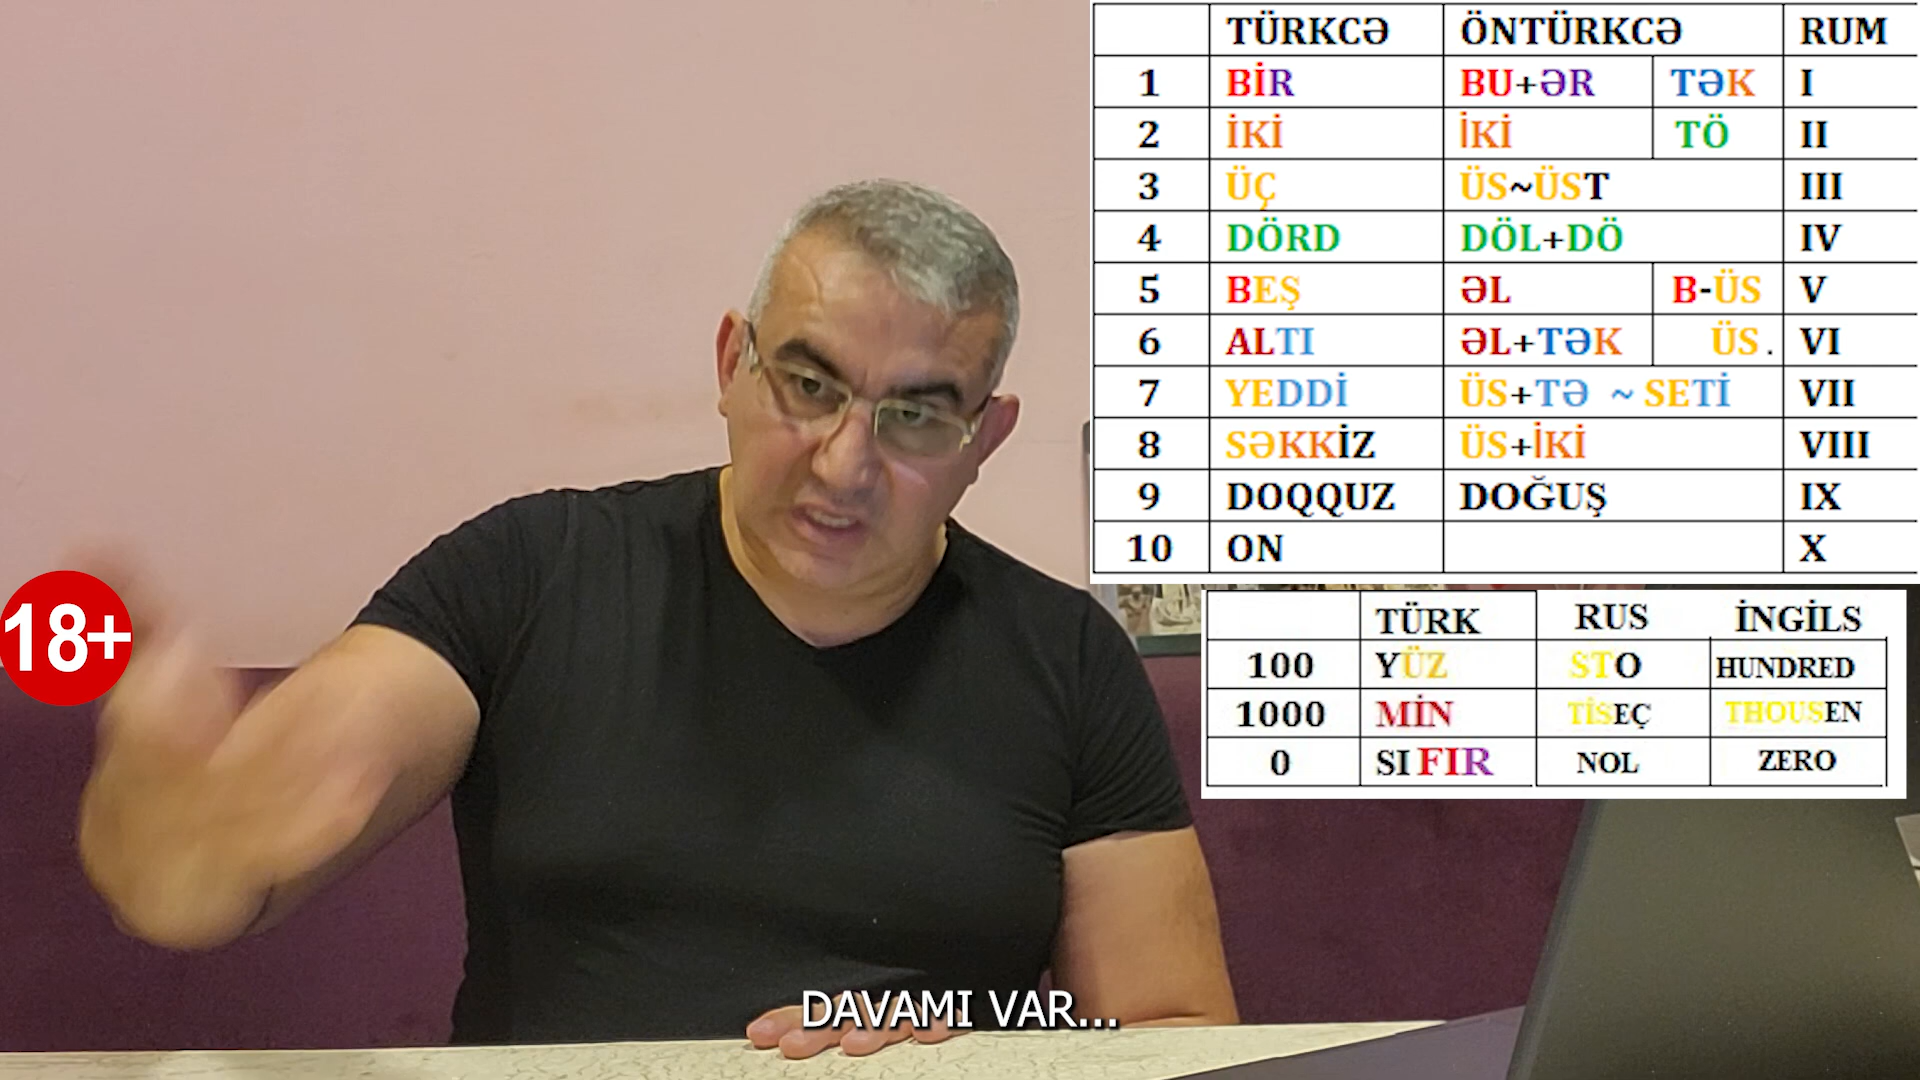 TÜRKCƏ ÖNTÜRKCƏ RUM
1 BİR BU+ƏR TƏK I
2 İKİ İKİ TÖ II
3 ÜÇ ÜS~ÜST III
4 DÖRD DÖL+DÖ IV
5 BEŞ ƏL B-ÜS V
6 ALTI ƏL+TƏK ÜS. VI
7 YEDDİ ÜS+TƏ ~ SETİ VII
8 SƏKKİZ ÜS+İKİ VIII
9 DOQQUZ DOĞUŞ IX
10 ON X
TÜRK RUS İNGİLS
100 YÜZ STO HUNDRED
1000 MİN TİSEÇ THOUSEN
0 SIFIR NOL ZERO
18+
DAVAMI VAR...